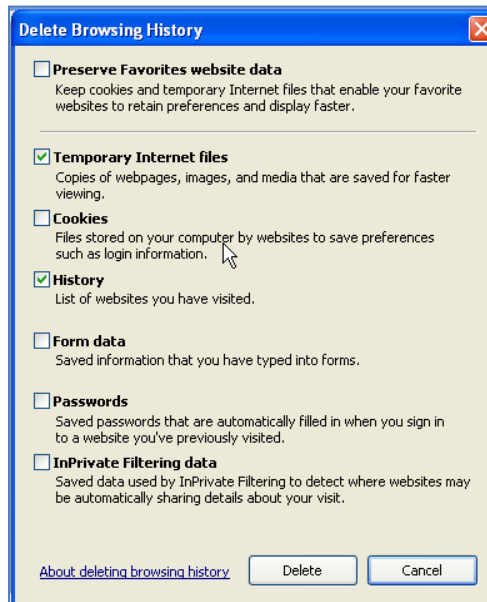 Delete Browsing History
Preserve Favorites website data
Keep cookies and temporary Internet files that enable your favorite
websites to retain preferences and display faster.
Temporary Internet files
Copies of webpages, images, and media that are saved for faster
viewing.
Cookies
Files stored on your computer by websites to save preferences
such as login information.
History
List of websites you have visited.
Form data
Saved information that you have typed into forms.
Passwords
Saved passwords that are automatically filled in when you sign in
to a website you've previously visited.
InPrivate Filtering data
Saved data used by InPrivate Filtering to detect where websites may
be automatically sharing details about your visit.
About deleting browsing history Delete Cancel